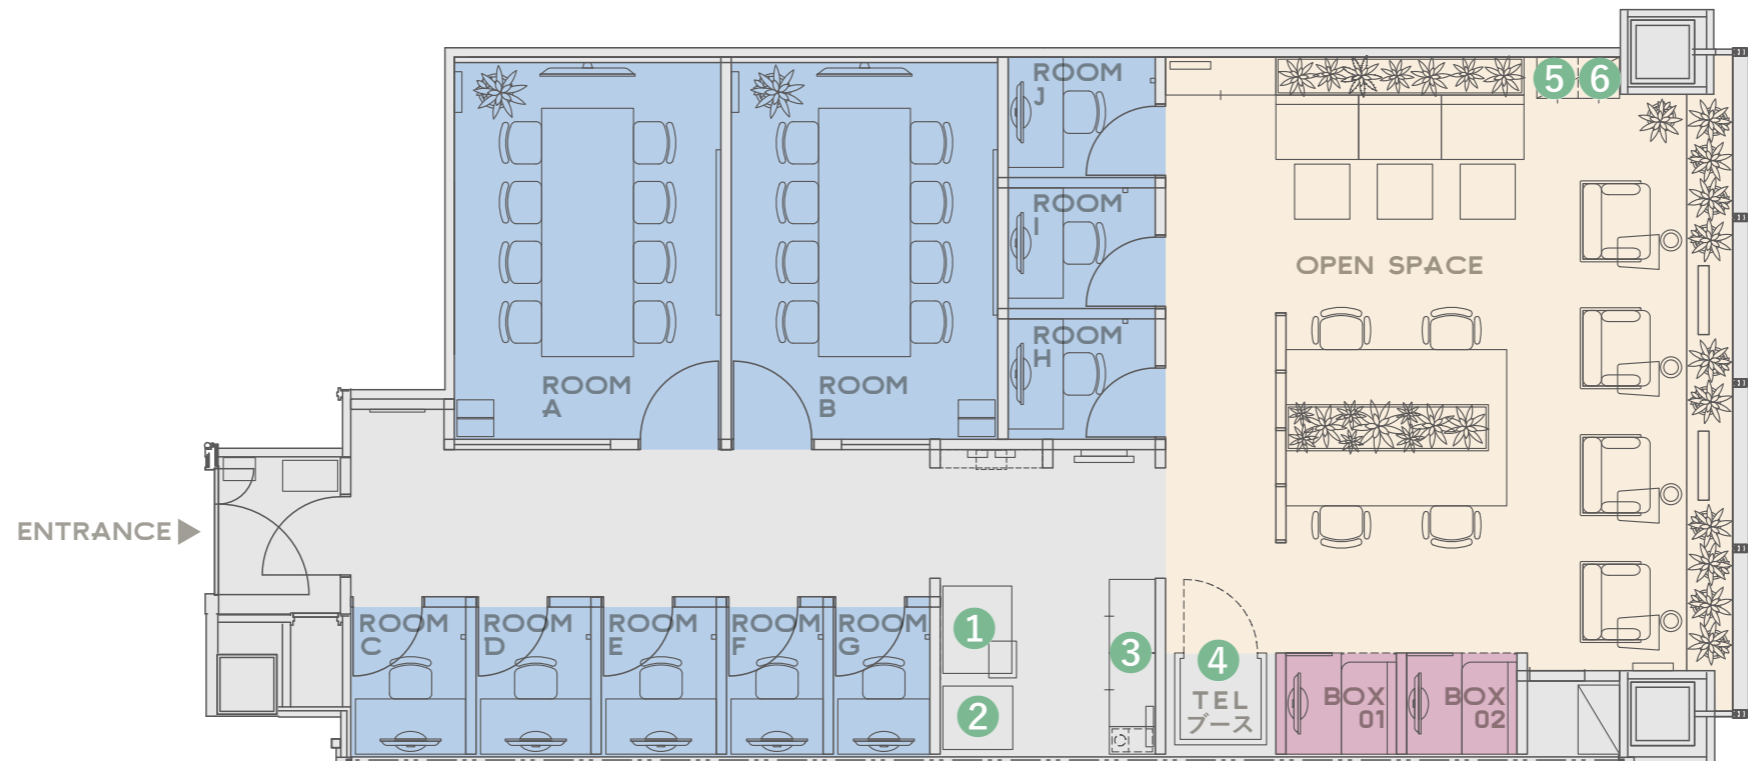 ROOM
J
5
6
ROOM
I
OPEN SPACE
ROOM
H
ROOM
A
ROOM
B
ENTRANCE
ROOM
C
ROOM
D
ROOM
E
ROOM
F
ROOM
G
1
2
3
4
TEL
ブース
BOX
01
BOX
02